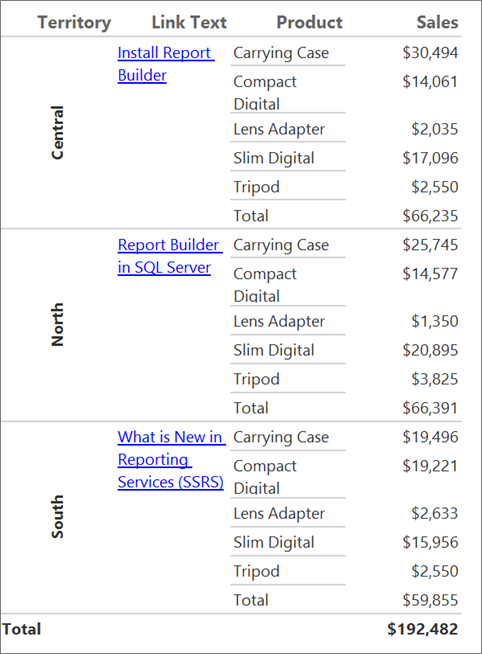 Territory Link Text Product Sales
Central Install Report Carrying Case $30,494
Builder Compact $14,061
Digital
Lens Adapter $2,035
Slim Digital $17,096
Tripod $2,550
Total $66,235
North Report Builder Carrying Case $25,745
in SQL Server Compact $14,577
Digital
Lens Adapter $1,350
Slim Digital $20,895
Tripod $3,825
Total $66,391
South What is New in Carrying Case $19,496
Reporting Compact $19,221
Services (SSRS) Digital
Lens Adapter $2,633
Slim Digital $15,956
Tripod $2,550
Total $59,855
Total $192,482